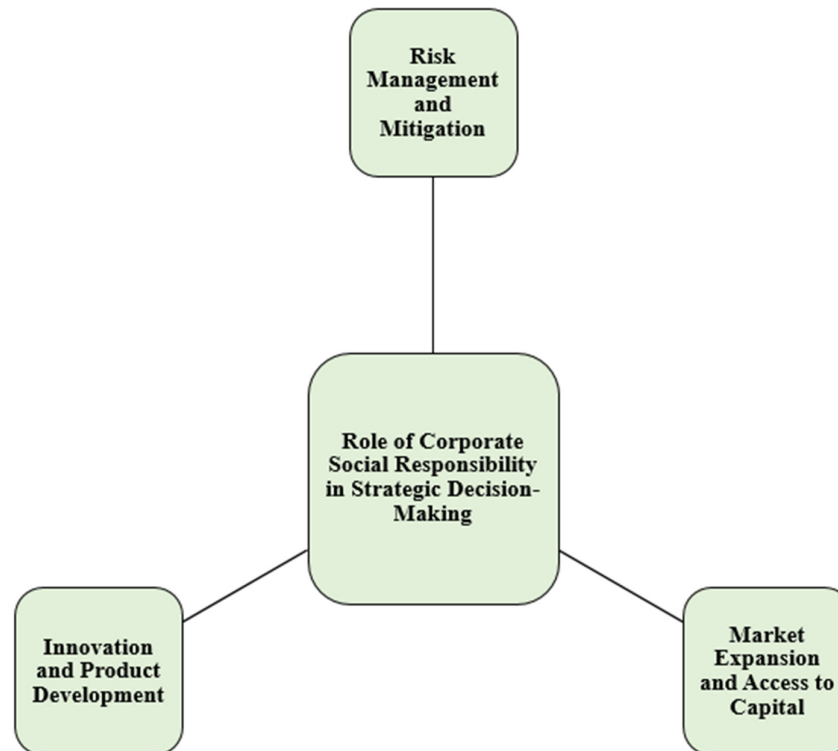 Risk
Management
and
Mitigation
Role of Corporate
Social Responsibility
in Strategic Decision-
Making
Innovation
and Product
Development
Market
Expansion
and Access to
Capital